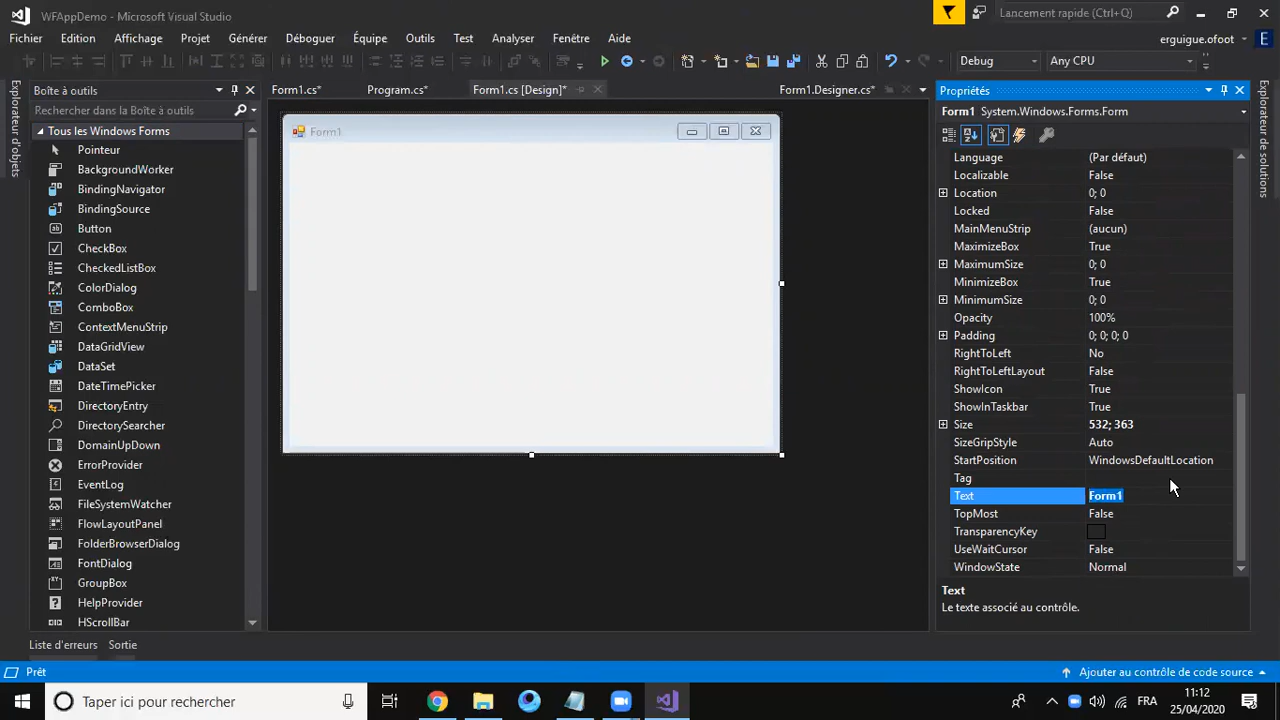 WFAppDemo - Microsoft Visual Studio
Lancement rapide (Ctrl+Q)
Fichier Edition Affichage Projet Générer Déboguer Équipe Outils Test Analyser Fenêtre Aide
erguigue.ofoot E
Debug Any CPU
Explorateur d'objets
Boîte à outils
Rechercher dans la Boîte à outils
Tous les Windows Forms
Pointeur
BackgroundWorker
BindingNavigator
BindingSource
Button
CheckBox
CheckedListBox
ColorDialog
ComboBox
ContextMenuStrip
DataGridView
DataSet
DateTimePicker
DirectoryEntry
DirectorySearcher
DomainUpDown
ErrorProvider
EventLog
FileSystemWatcher
FlowLayoutPanel
FolderBrowserDialog
FontDialog
GroupBox
HelpProvider
HScrollBar
Form1.cs* Program.cs* Form1.cs [Design]* Form1.Designer.cs*
Form1
Propriétés
Form1 System.Windows.Forms.Form
Language (Par défaut)
Localizable False
Location 0; 0
Locked False
MainMenuStrip (aucun)
MaximizeBox True
MaximumSize 0; 0
MinimizeBox True
MinimumSize 0; 0
Opacity 100%
Padding 0; 0; 0; 0
RightToLeft No
RightToLeftLayout False
ShowIcon True
ShowInTaskbar True
Size 532; 363
SizeGripStyle Auto
StartPosition WindowsDefaultLocation
Tag
Text Form1
TopMost False
TransparencyKey
UseWaitCursor False
WindowState Normal
Text
Le texte associé au contrôle.
Explorateur de solutions
Liste d'erreurs Sortie
Prêt
Ajouter au contrôle de code source
Taper ici pour rechercher
FRA
11:12
25/04/2020